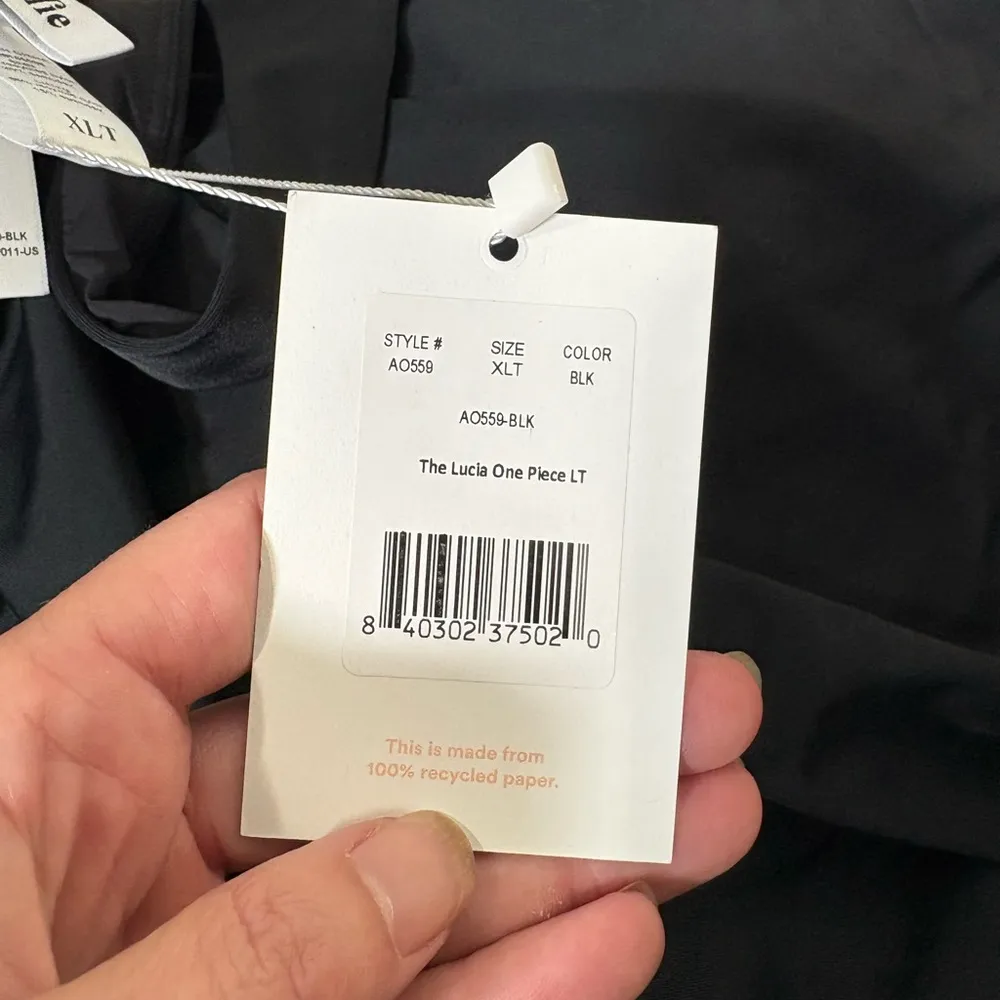 fie
XLT
-BLK
011-US
STYLE # SIZE COLOR
AO559 XLT BLK
AO559-BLK
The Lucia One Piece LT
8 40302 37502 0
This is made from
100% recycled paper.